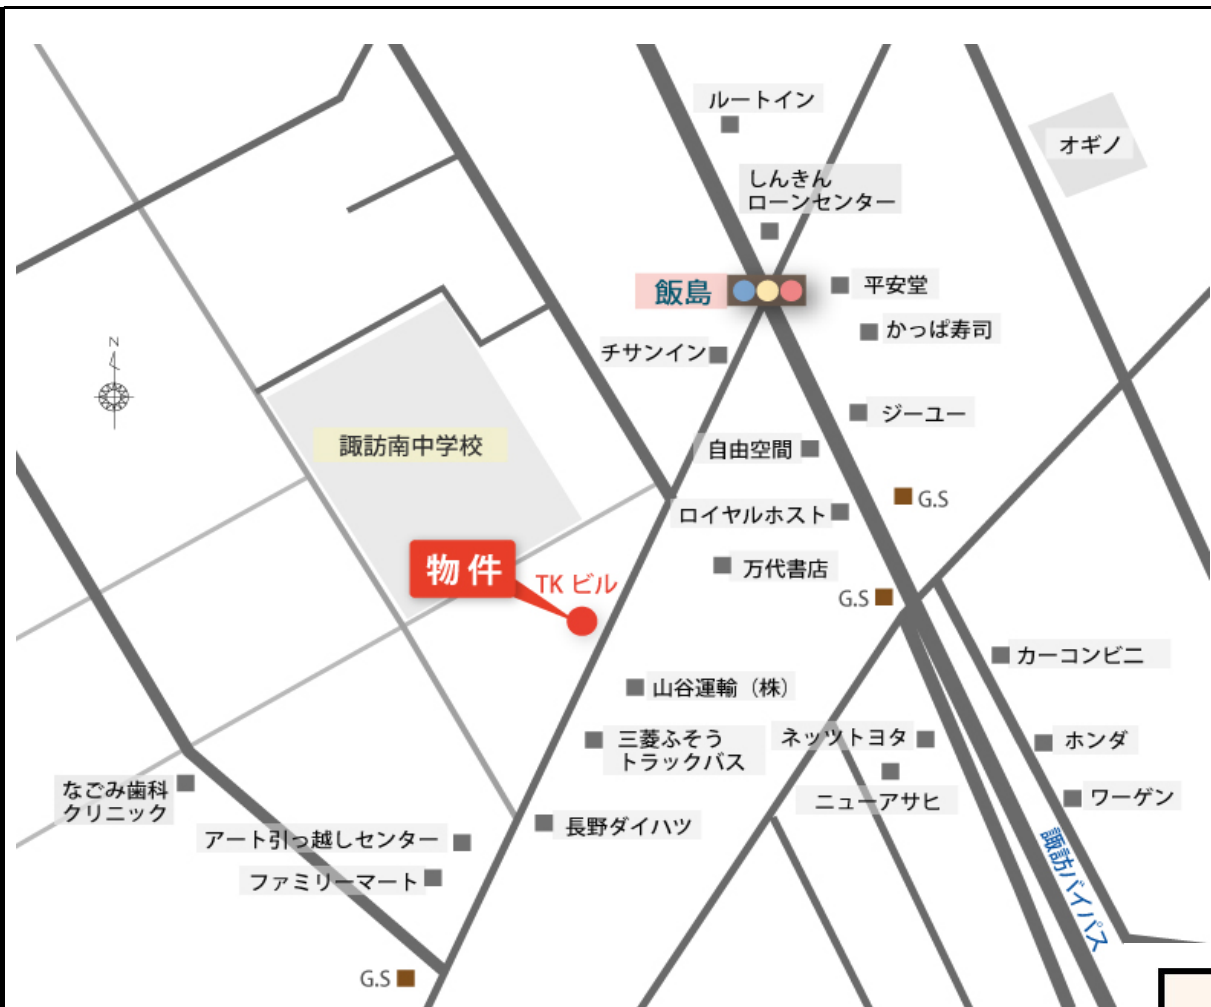 ルートイン
オギノ
しんきん
ローンセンター
飯島
平安堂
かっぱ寿司
N
チサンイン
ジーユー
諏訪南中学校
自由空間
G.S
ロイヤルホスト
物件
TK ビル
万代書店
G.S
カーコンビニ
山谷運輸（株）
三菱ふそう
トラックバス
ネッツトヨタ
ホンダ
なごみ歯科
クリニック
ニューアサヒ
ワーゲン
長野ダイハツ
アート引っ越しセンター
ファミリーマート
諏訪バイパス
G.S